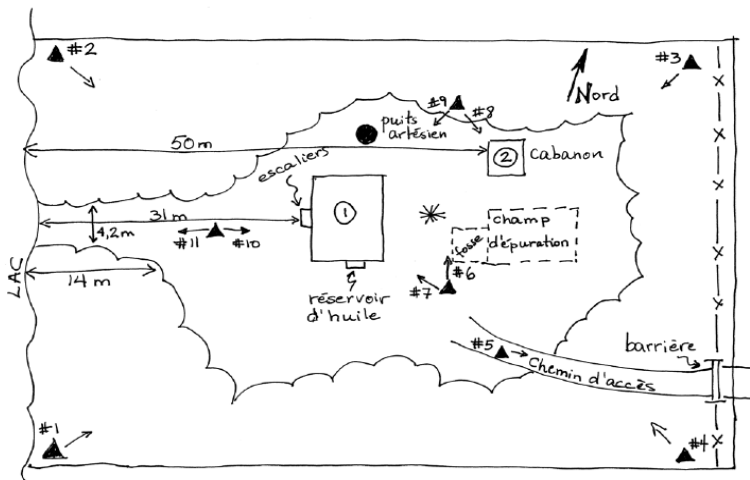 #2
#3
Nord
#9
#8
puits
artésien
50 m
②
Cabanon
escaliers
31 m
①
4,2m
#11
#10
champ
d'épuration
fosse
LAC
14 m
#6
#7
réservoir
d'huile
#5
Chemin d'accès
barrière
#1
#4